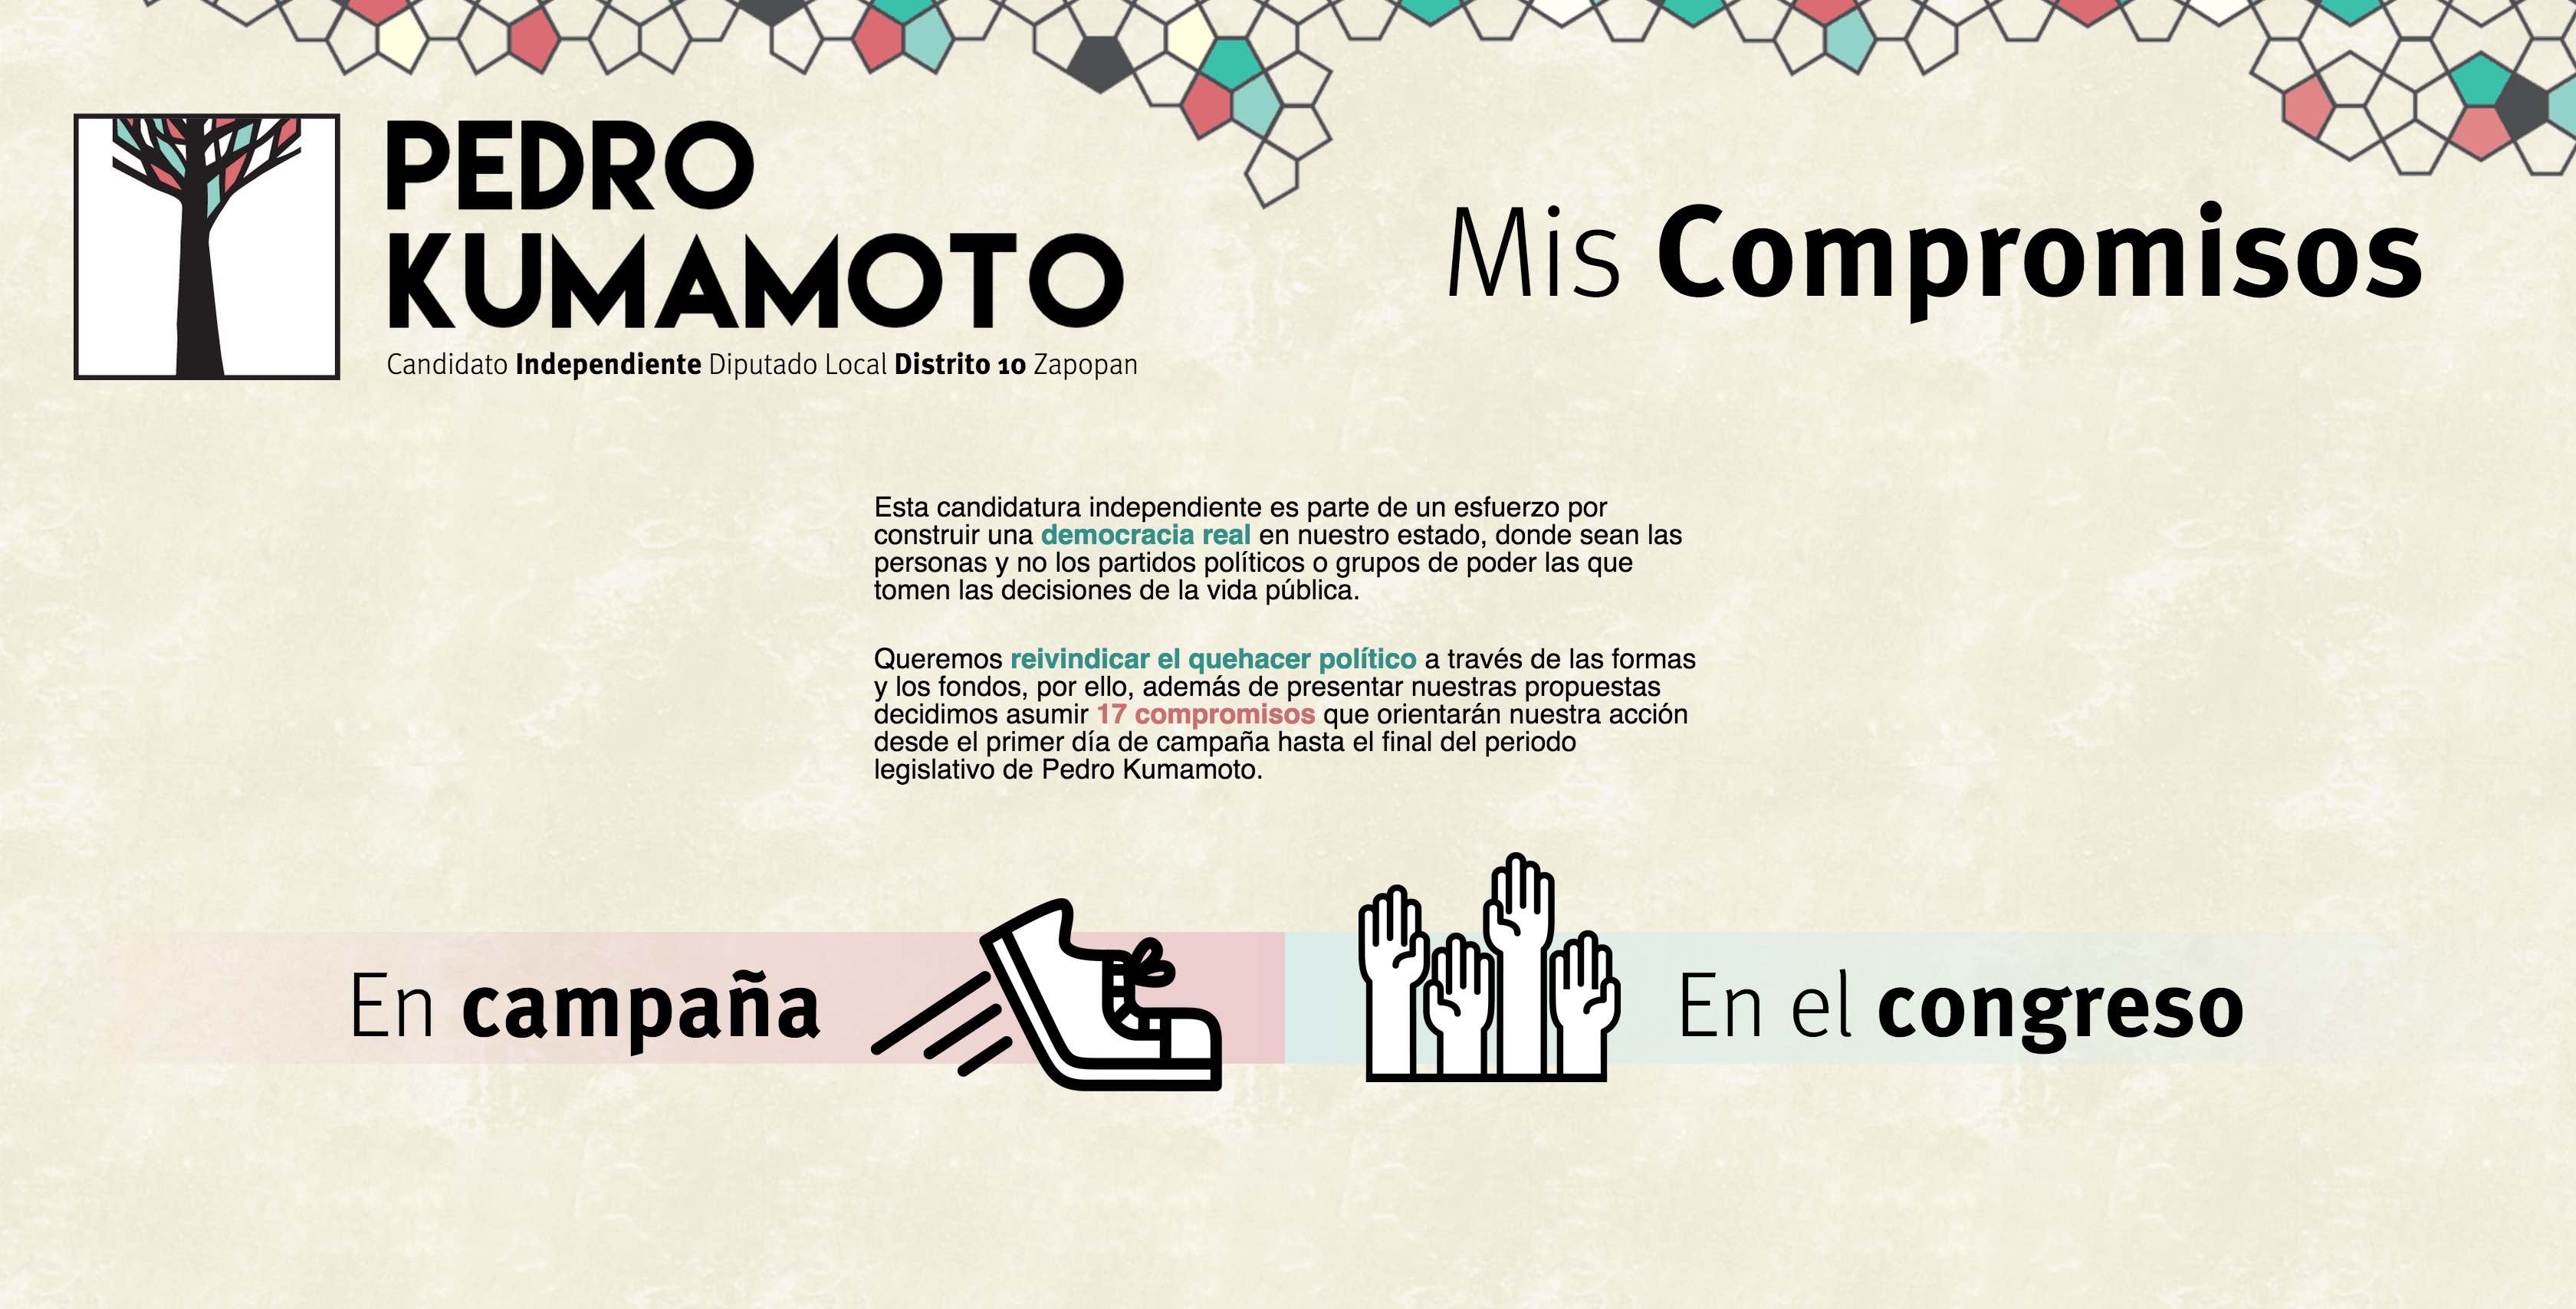 PEDRO
KUMAMOTO
Candidato Independiente Diputado Local Distrito 10 Zapopan
Mis Compromisos
Esta candidatura independiente es parte de un esfuerzo por
construir una democracia real en nuestro estado, donde sean las
personas y no los partidos políticos o grupos de poder las que
tomen las decisiones de la vida pública.
Queremos reivindicar el quehacer político a través de las formas
y los fondos, por ello, además de presentar nuestras propuestas
decidimos asumir 17 compromisos que orientarán nuestra acción
desde el primer día de campaña hasta el final del periodo
legislativo de Pedro Kumamoto.
En campaña
En el congreso